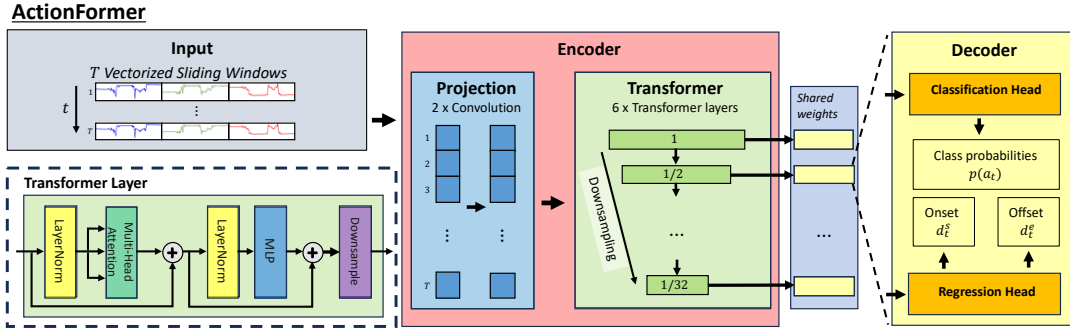 ActionFormer
Input
T Vectorized Sliding Windows
1
t
⋮
T
Transformer Layer
LayerNorm
Multi-Head
Attention
+
LayerNorm
MLP
+
Downsample
Encoder
Projection
2 x Convolution
1
2
3
⋮ ⋮
T
Transformer
6 x Transformer layers
1
1/2
Downsampling
...
1/32
Shared
weights
...
Decoder
Classification Head
Class probabilities
p(a_t)
Onset
d_t^s
Offset
d_t^e
Regression Head